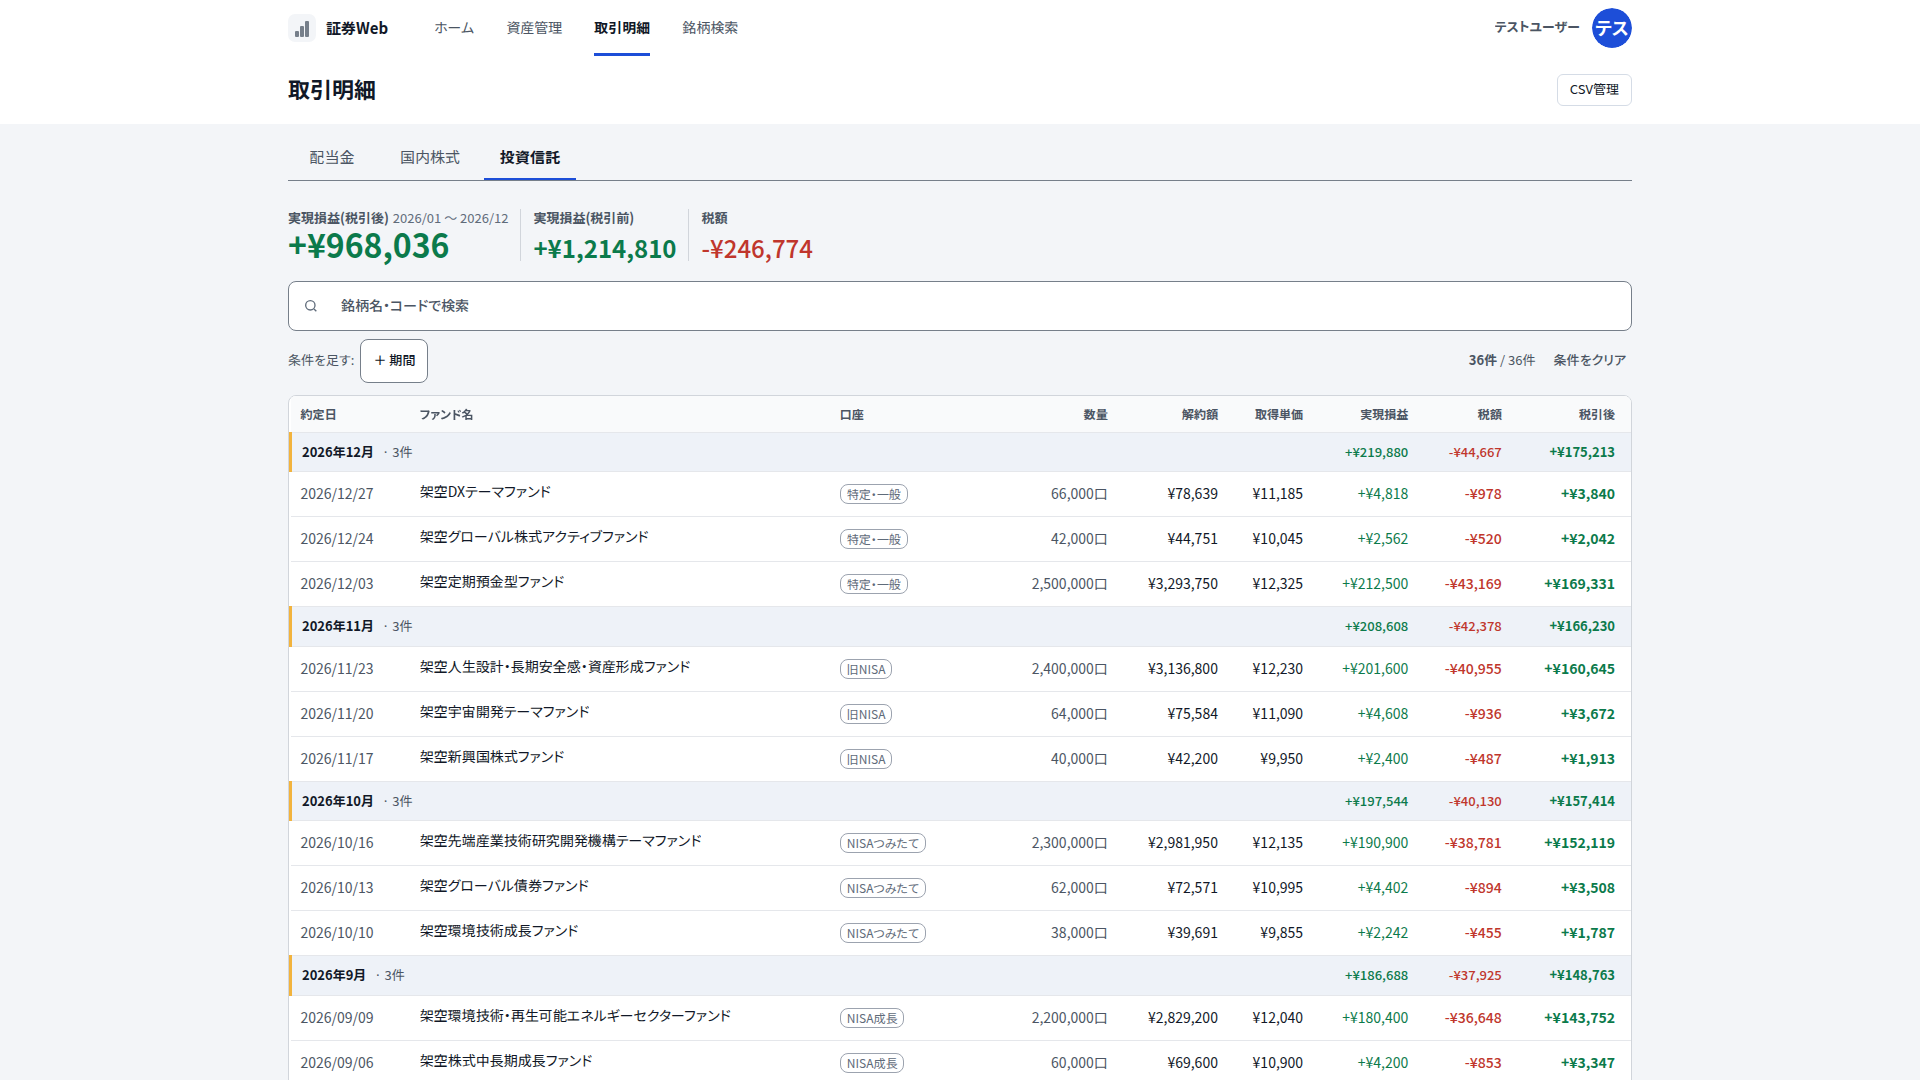 証券Web ホーム 資産管理 取引明細 銘柄検索 テストユーザー テス
取引明細 CSV管理
配当金 国内株式 投資信託
実現損益(税引後) 2026/01 〜 2026/12 実現損益(税引前) 税額
+¥968,036 +¥1,214,810 -¥246,774
銘柄名・コードで検索
条件を足す: 期間 36件 / 36件 条件をクリア
約定日 ファンド名 口座 数量 解約額 取得単価 実現損益 税額 税引後
2026年12月 · 3件 +¥219,880 -¥44,667 +¥175,213
2026/12/27 架空DXテーマファンド 特定・一般 66,000口 ¥78,639 ¥11,185 +¥4,818 -¥978 +¥3,840
2026/12/24 架空グローバル株式アクティブファンド 特定・一般 42,000口 ¥44,751 ¥10,045 +¥2,562 -¥520 +¥2,042
2026/12/03 架空定期預金型ファンド 特定・一般 2,500,000口 ¥3,293,750 ¥12,325 +¥212,500 -¥43,169 +¥169,331
2026年11月 · 3件 +¥208,608 -¥42,378 +¥166,230
2026/11/23 架空人生設計・長期安全感・資産形成ファンド 旧NISA 2,400,000口 ¥3,136,800 ¥12,230 +¥201,600 -¥40,955 +¥160,645
2026/11/20 架空宇宙開発テーマファンド 旧NISA 64,000口 ¥75,584 ¥11,090 +¥4,608 -¥936 +¥3,672
2026/11/17 架空新興国株式ファンド 旧NISA 40,000口 ¥42,200 ¥9,950 +¥2,400 -¥487 +¥1,913
2026年10月 · 3件 +¥197,544 -¥40,130 +¥157,414
2026/10/16 架空先端産業技術研究開発機構テーマファンド NISAつみたて 2,300,000口 ¥2,981,950 ¥12,135 +¥190,900 -¥38,781 +¥152,119
2026/10/13 架空グローバル債券ファンド NISAつみたて 62,000口 ¥72,571 ¥10,995 +¥4,402 -¥894 +¥3,508
2026/10/10 架空環境技術成長ファンド NISAつみたて 38,000口 ¥39,691 ¥9,855 +¥2,242 -¥455 +¥1,787
2026年9月 · 3件 +¥186,688 -¥37,925 +¥148,763
2026/09/09 架空環境技術・再生可能エネルギーセクターファンド NISA成長 2,200,000口 ¥2,829,200 ¥12,040 +¥180,400 -¥36,648 +¥143,752
2026/09/06 架空株式中長期成長ファンド NISA成長 60,000口 ¥69,600 ¥10,900 +¥4,200 -¥853 +¥3,347